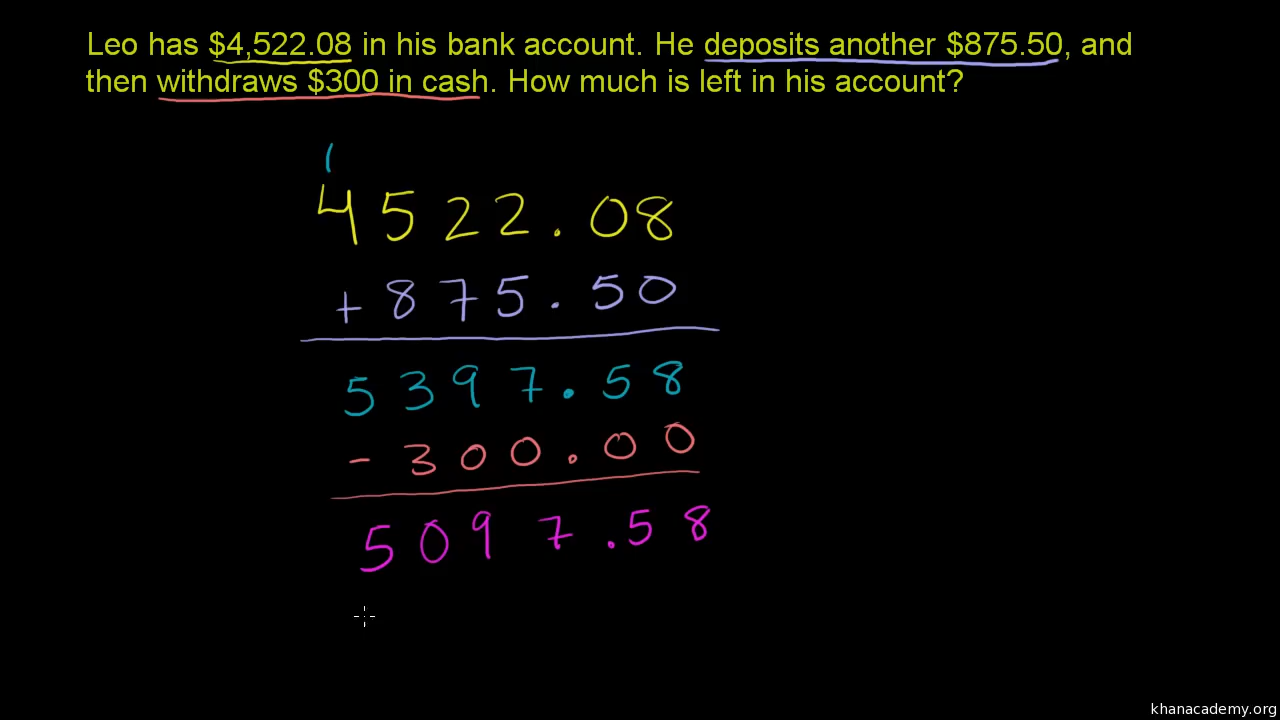 Leo has $4,522.08 in his bank account. He deposits another $875.50, and
then withdraws $300 in cash. How much is left in his account?
1
4522.08
+875.50
5397.58
-300.00
5097.58
khanacademy.org